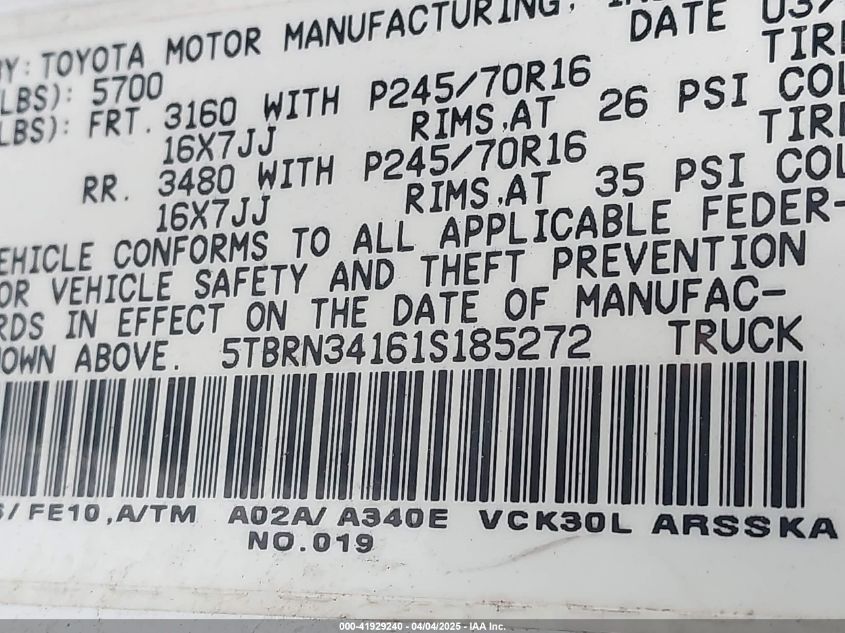 BY: TOYOTA MOTOR MANUFACTURING,
DATE 03/
(LBS): 5700
TIRE
(LBS): FRT. 3160 WITH P245/70R16
16X7JJ RIMS,AT 26 PSI COL
TIRE
RR. 3480 WITH P245/70R16
16X7JJ RIMS,AT 35 PSI COL
EHICLE CONFORMS TO ALL APPLICABLE FEDER-
OR VEHICLE SAFETY AND THEFT PREVENTION
RDS IN EFFECT ON THE DATE OF MANUFAC-
OWN ABOVE. 5TBRN34161S185272 TRUCK
/FE10,A/TM A02A/A340E VCK30L ARSSKA
NO.019
000-41929240 - 04/04/2025 - IAA Inc.